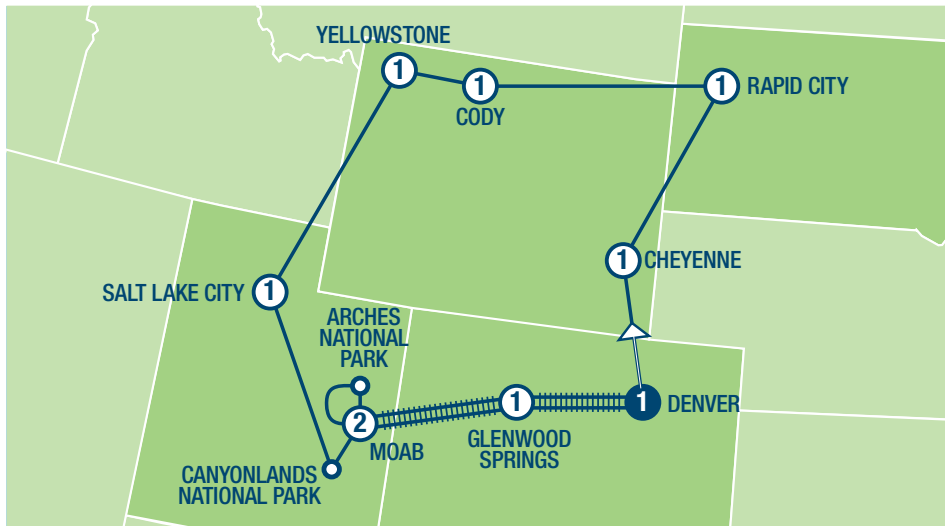 YELLOWSTONE
1
1
CODY
1
RAPID CITY
1
CHEYENNE
SALT LAKE CITY
1
ARCHES
NATIONAL
PARK
2
MOAB
1
GLENWOOD
SPRINGS
1
DENVER
CANYONLANDS
NATIONAL PARK